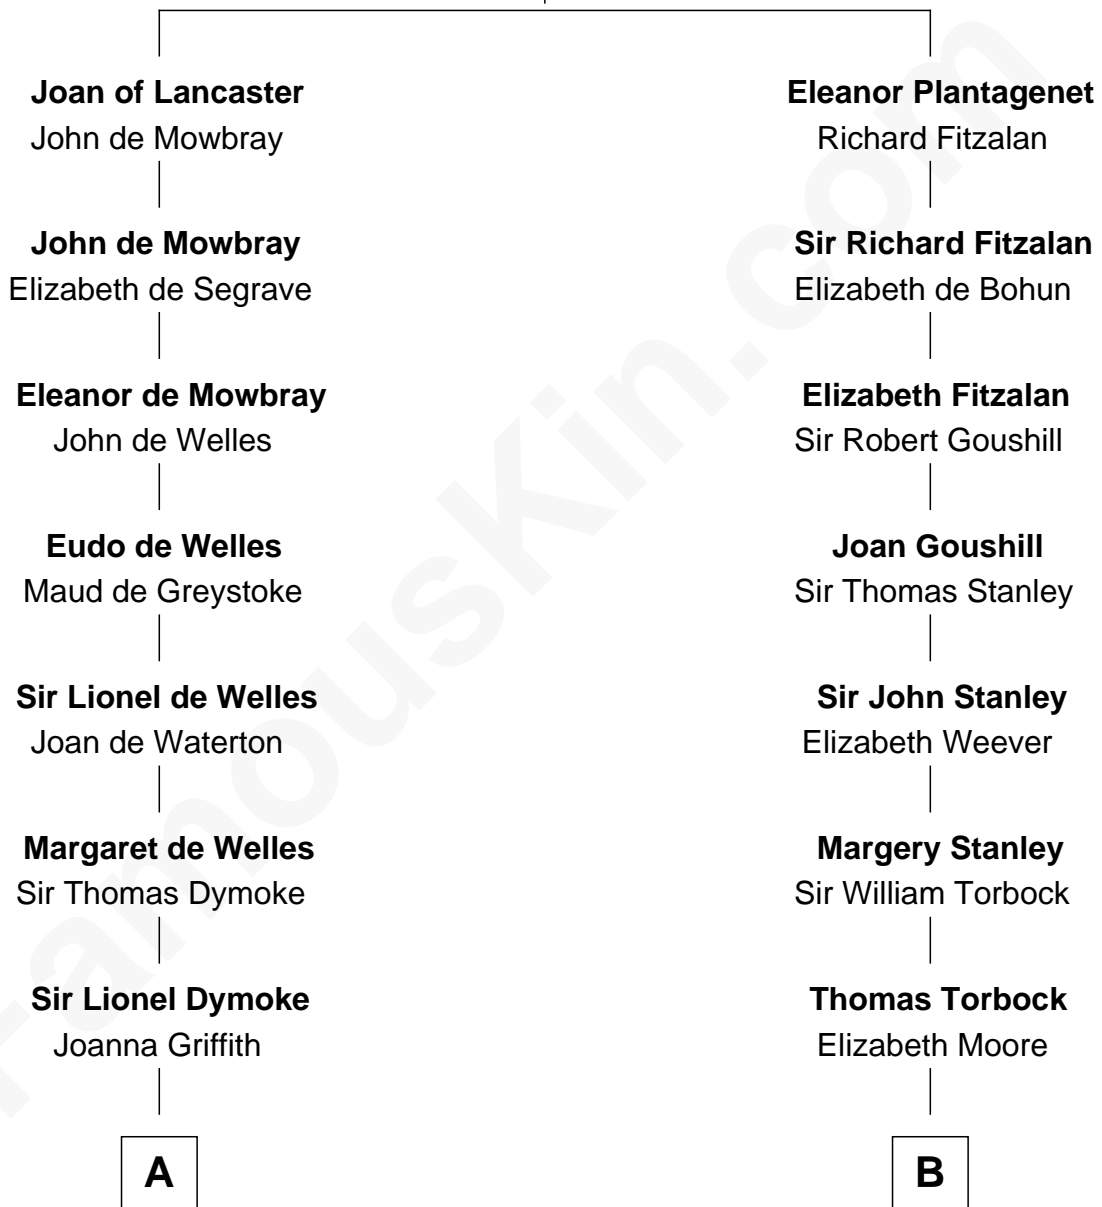 Joan of Lancaster
John de Mowbray
John de Mowbray
Elizabeth de Segrave
Eleanor de Mowbray
John de Welles
Eudo de Welles
Maud de Greystoke
Sir Lionel de Welles
Joan de Waterton
Margaret de Welles
Sir Thomas Dymoke
Sir Lionel Dymoke
Joanna Griffith
A
Eleanor Plantagenet
Richard Fitzalan
Sir Richard Fitzalan
Elizabeth de Bohun
Elizabeth Fitzalan
Sir Robert Goushill
Joan Goushill
Sir Thomas Stanley
Sir John Stanley
Elizabeth Weever
Margery Stanley
Sir William Torbock
Thomas Torbock
Elizabeth Moore
B
FamousKin.com